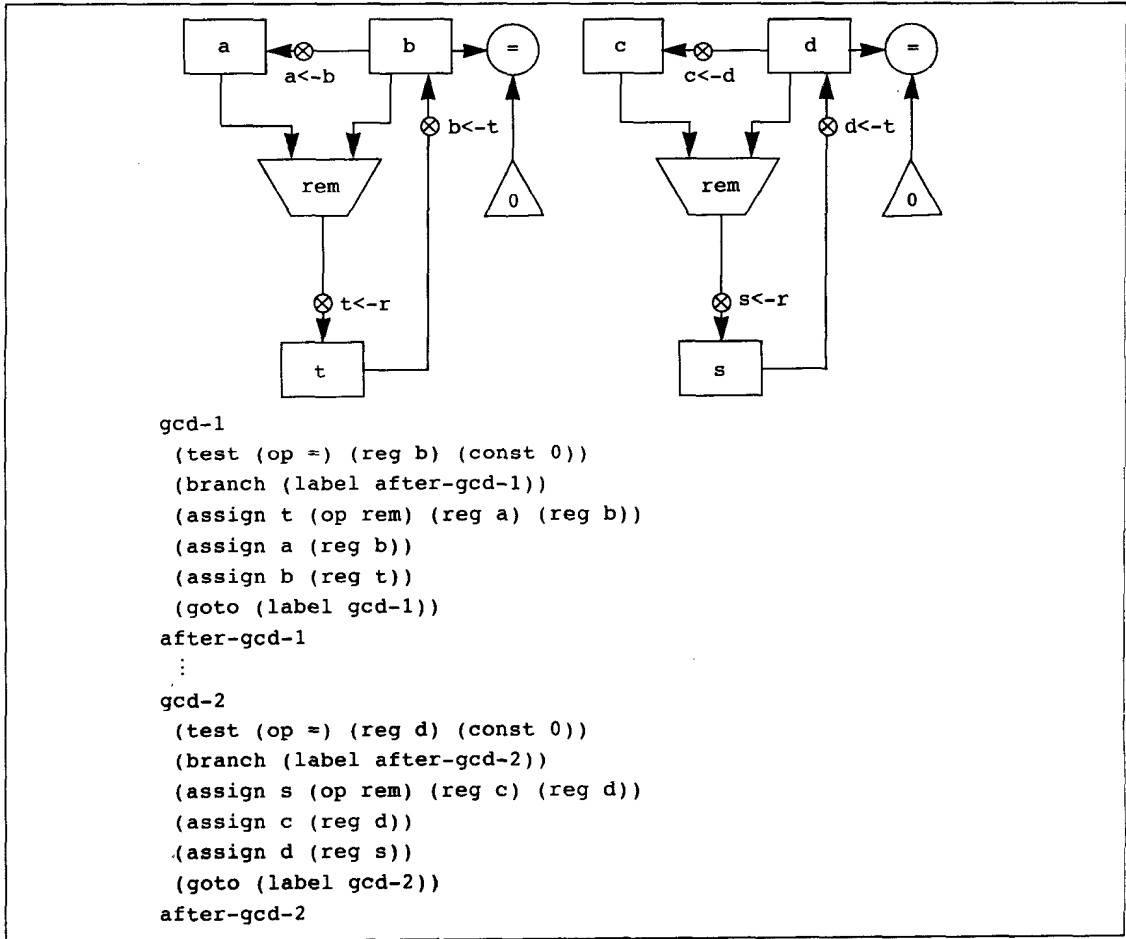 a b = c d =
a<-b c<-d
b<-t d<-t
rem 0 rem 0
t<-r s<-r
t s
gcd-1
(test (op =) (reg b) (const 0))
(branch (label after-gcd-1))
(assign t (op rem) (reg a) (reg b))
(assign a (reg b))
(assign b (reg t))
(goto (label gcd-1))
after-gcd-1
⋮
gcd-2
(test (op =) (reg d) (const 0))
(branch (label after-gcd-2))
(assign s (op rem) (reg c) (reg d))
(assign c (reg d))
(assign d (reg s))
(goto (label gcd-2))
after-gcd-2